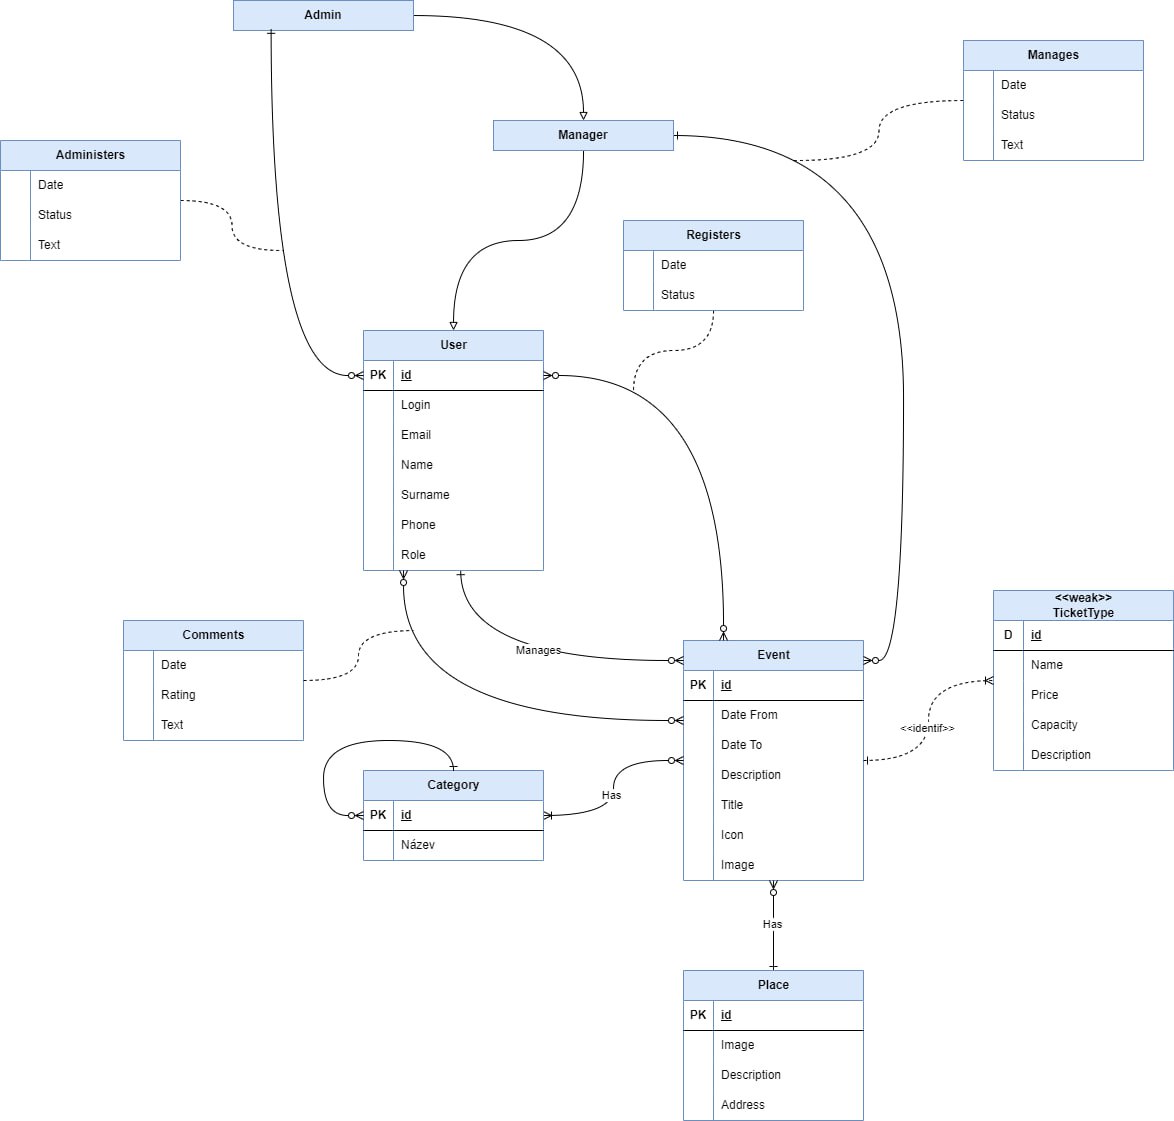 Admin
Manager
Manages
Date
Status
Text
Administers
Date
Status
Text
Registers
Date
Status
User
PK id
Login
Email
Name
Surname
Phone
Role
Manages
Comments
Date
Rating
Text
Event
PK id
Date From
Date To
Description
Title
Icon
Image
<<weak>>
TicketType
D id
Name
Price
Capacity
Description
<<identif>>
Category
PK id
Název
Has
Has
Place
PK id
Image
Description
Address